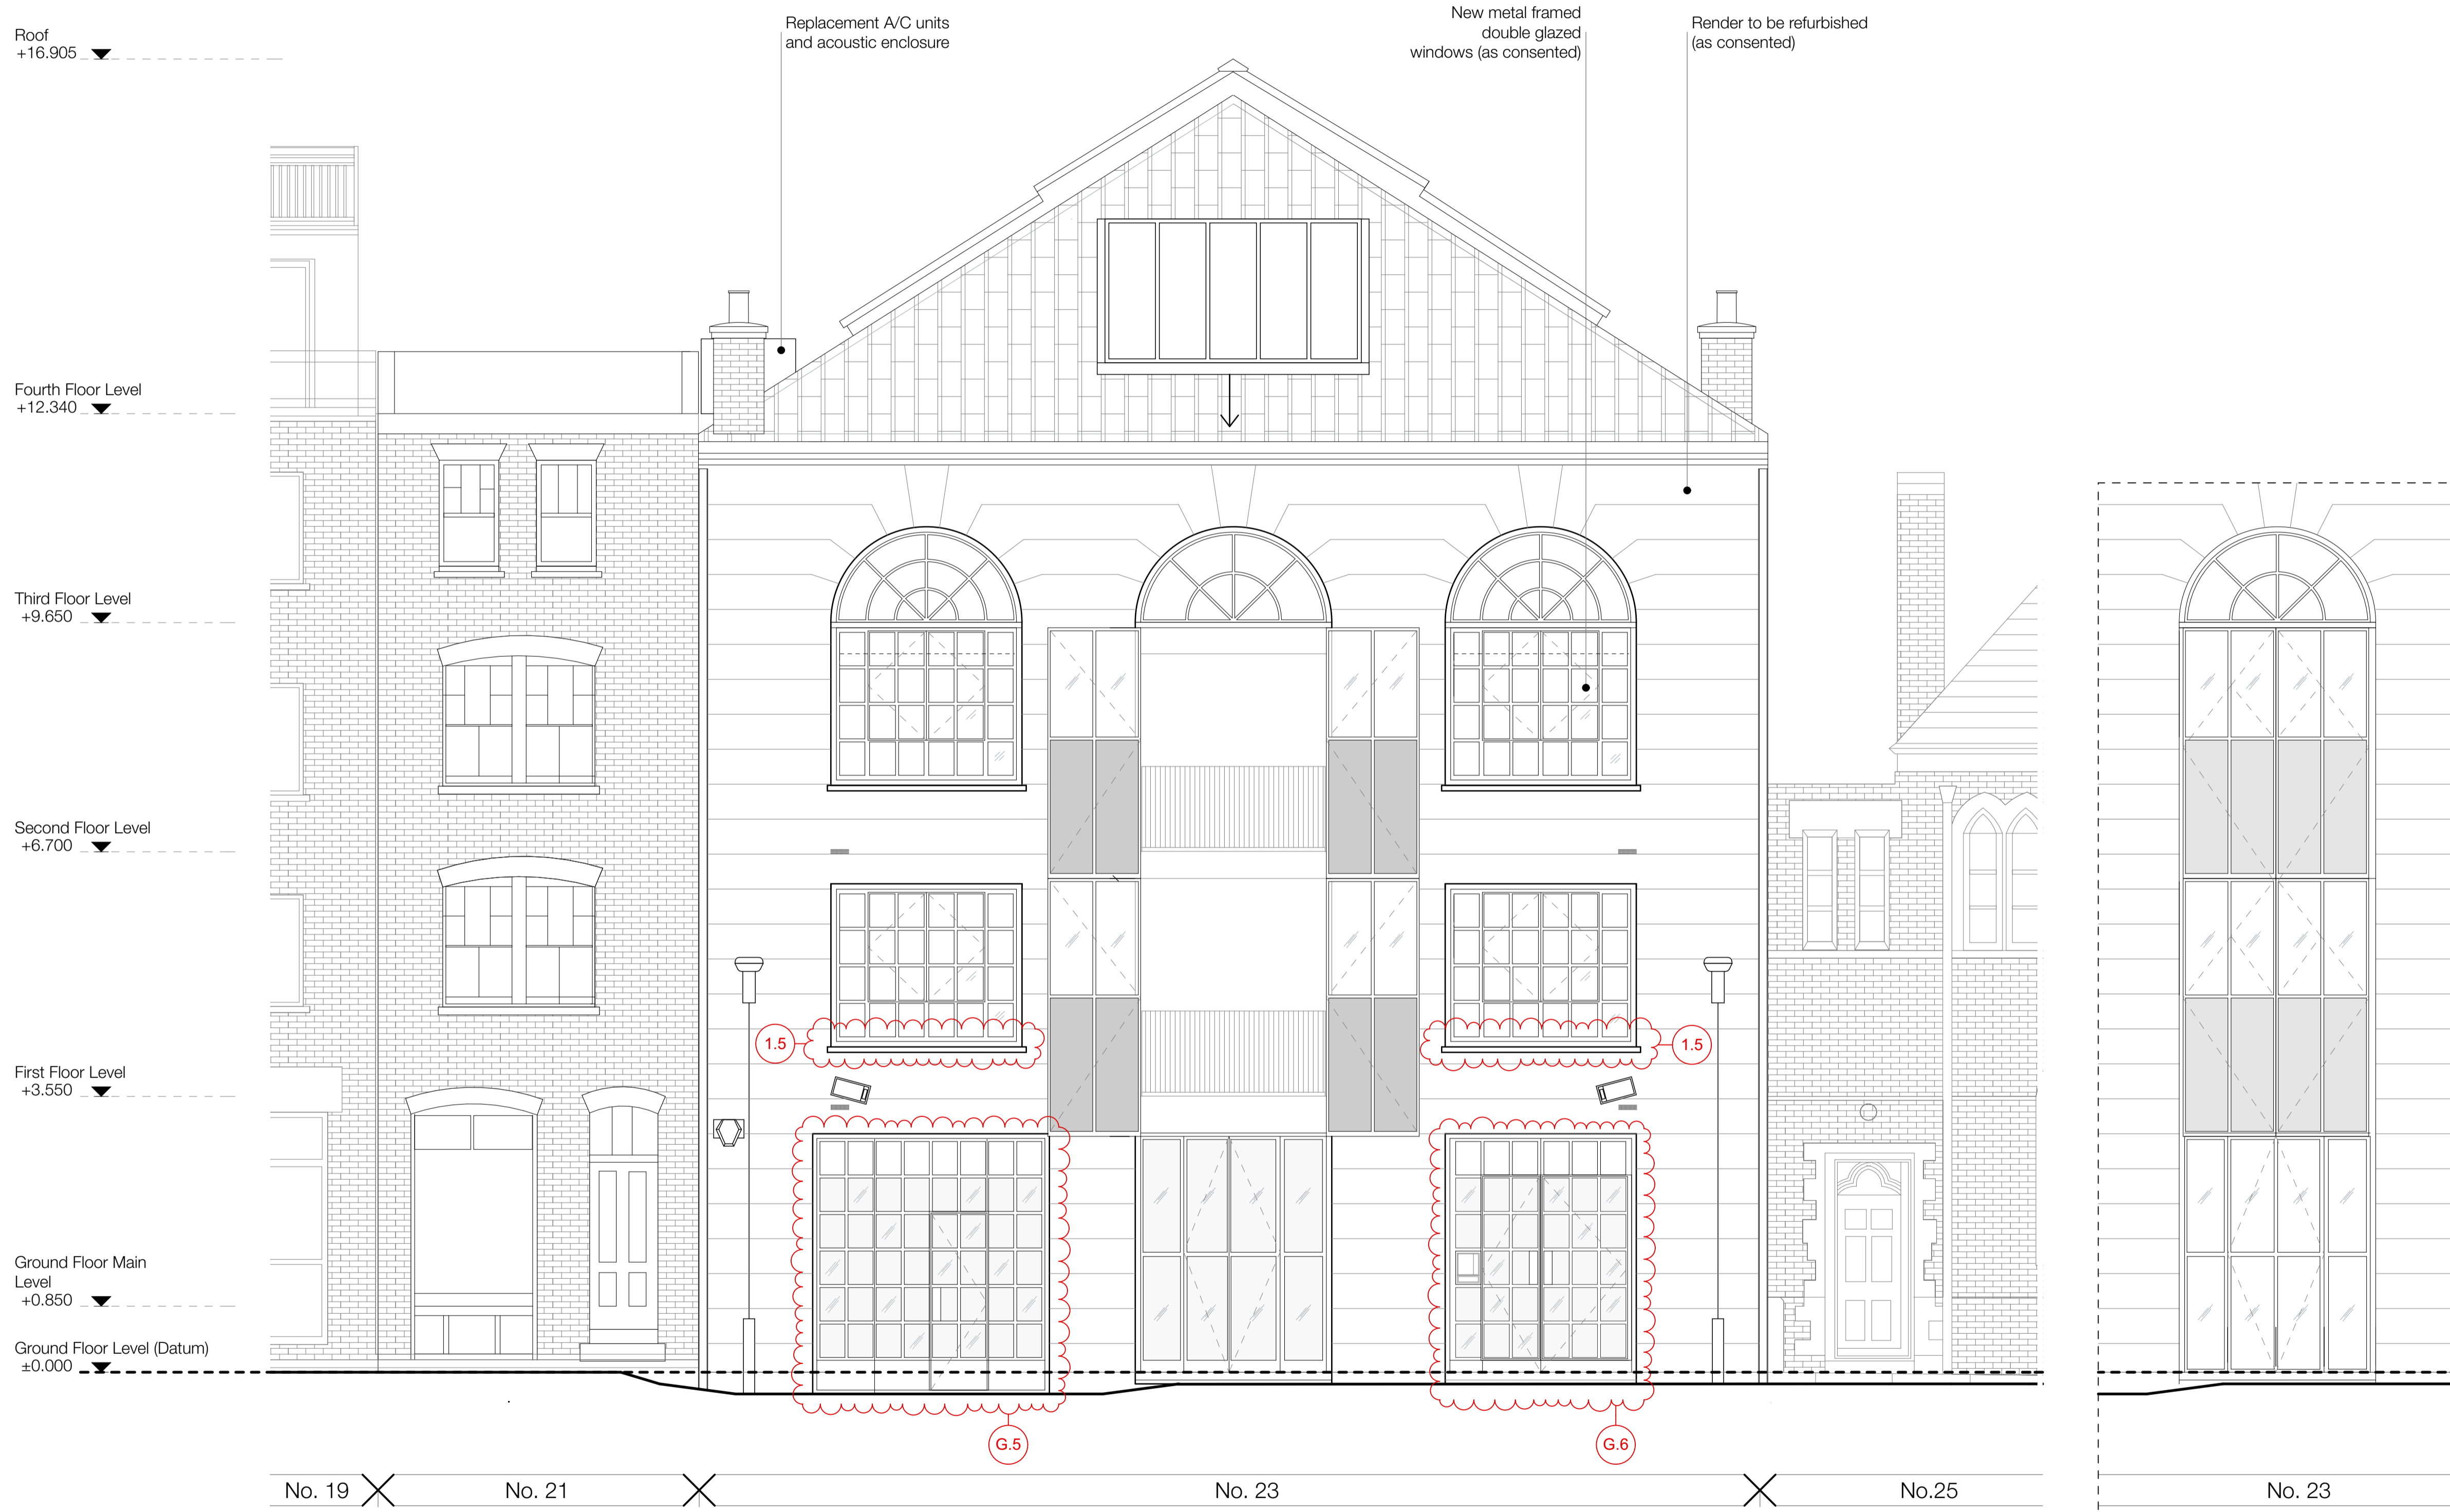 Roof
+16.905
Replacement A/C units
and acoustic enclosure
New metal framed
double glazed
windows (as consented)
Render to be refurbished
(as consented)
Fourth Floor Level
+12.340
Third Floor Level
+9.650
Second Floor Level
+6.700
First Floor Level
+3.550
Ground Floor Main
Level
+0.850
Ground Floor Level (Datum)
±0.000
1.5
1.5
G.5
G.6
No. 19
No. 21
No. 23
No.25
No. 23